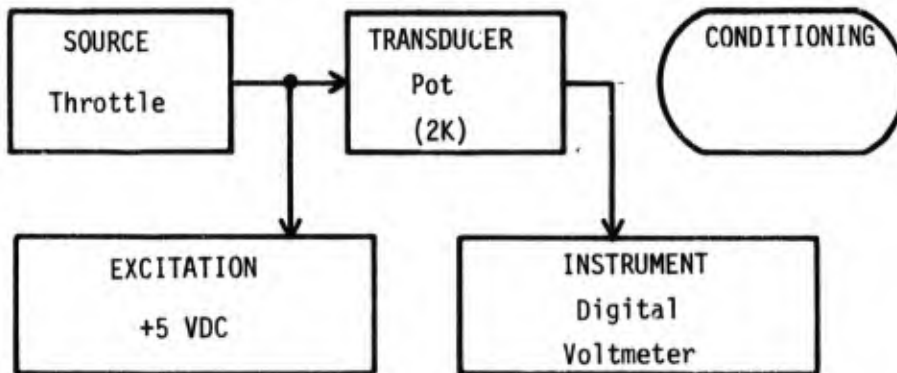 SOURCE
Throttle
TRANSDUCER
Pot
(2K)
CONDITIONING
EXCITATION
+5 VDC
INSTRUMENT
Digital
Voltmeter